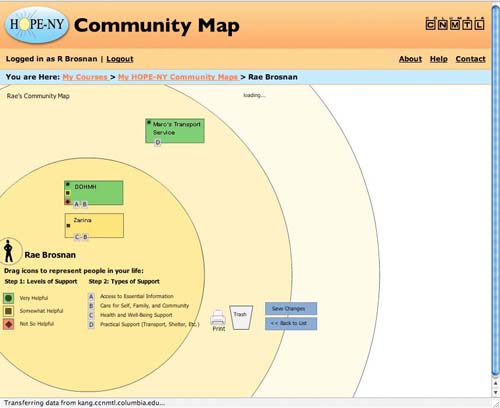 HOPE-NY Community Map
CNMTL
Logged in as R Brosnan | Logout
About Help Contact
You are Here: My Courses > My HOPE-NY Community Maps > Rae Brosnan
Rae's Community Map
loading...
Marc's Transport
Service
D
DOHMH
A B
Zarina
C B
Rae Brosnan
Drag icons to represent people in your life:
Step 1: Levels of Support
Step 2: Types of Support
Very Helpful
Somewhat Helpful
Not So Helpful
A Access to Essential Information
B Care for Self, Family, and Community
C Health and Well-Being Support
D Practical Support (Transport, Shelter, Etc.)
Print
Trash
Save Changes
<< Back to List
Transferring data from kang.ccnmtl.columbia.edu...